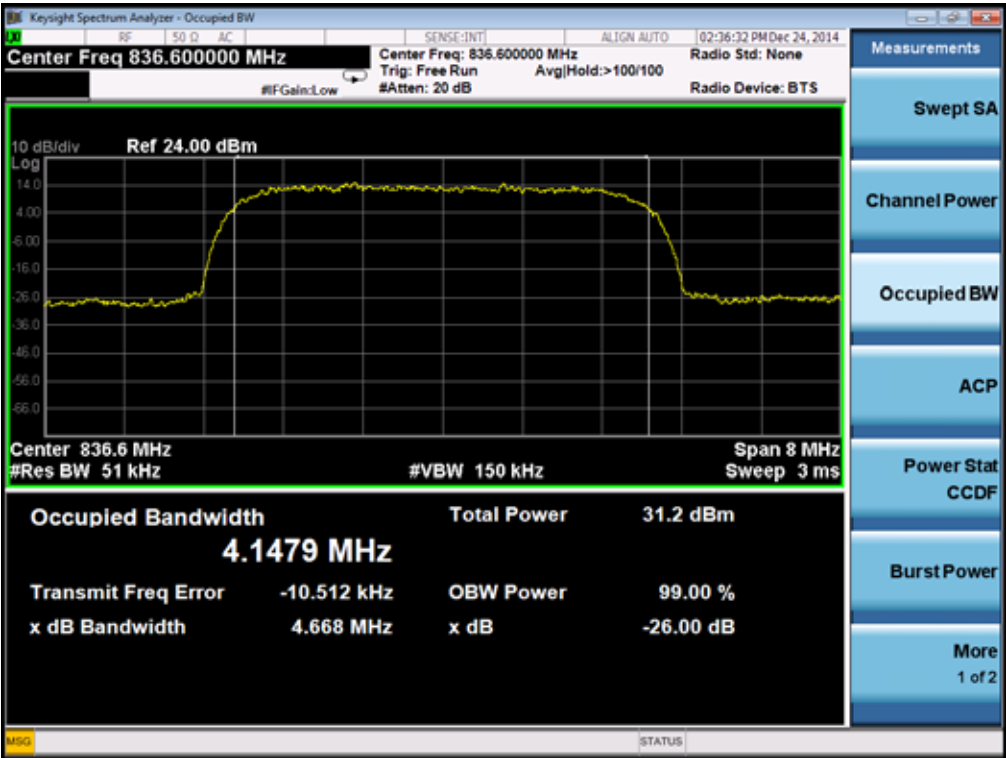 Keysight Spectrum Analyzer - Occupied BW
RF 50 Ω AC SENSE:INT ALIGN AUTO 02:36:32 PM Dec 24, 2014
Center Freq 836.600000 MHz
Center Freq: 836.600000 MHz
Radio Std: None
Trig: Free Run Avg|Hold:>100/100
#IFGain:Low
#Atten: 20 dB
Radio Device: BTS
10 dB/div Ref 24.00 dBm
Log
14.0
4.00
-6.00
-16.0
-26.0
-36.0
-46.0
-56.0
-66.0
Center 836.6 MHz Span 8 MHz
#Res BW 51 kHz #VBW 150 kHz Sweep 3 ms
Occupied Bandwidth Total Power 31.2 dBm
4.1479 MHz
Transmit Freq Error -10.512 kHz OBW Power 99.00 %
x dB Bandwidth 4.668 MHz x dB -26.00 dB
MSG STATUS
Measurements
Swept SA
Channel Power
Occupied BW
ACP
Power Stat
CCDF
Burst Power
More
1 of 2